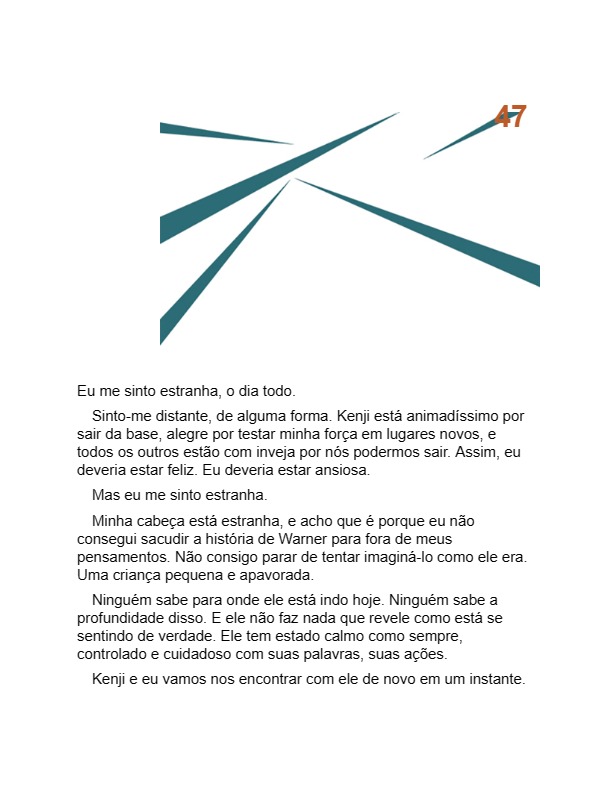 47
Eu me sinto estranha, o dia todo.
Sinto-me distante, de alguma forma. Kenji está animadíssimo por
sair da base, alegre por testar minha força em lugares novos, e
todos os outros estão com inveja por nós podermos sair. Assim, eu
deveria estar feliz. Eu deveria estar ansiosa.
Mas eu me sinto estranha.
Minha cabeça está estranha, e acho que é porque eu não
consegui sacudir a história de Warner para fora de meus
pensamentos. Não consigo parar de tentar imaginá-lo como ele era.
Uma criança pequena e apavorada.
Ninguém sabe para onde ele está indo hoje. Ninguém sabe a
profundidade disso. E ele não faz nada que revele como está se
sentindo de verdade. Ele tem estado calmo como sempre,
controlado e cuidadoso com suas palavras, suas ações.
Kenji e eu vamos nos encontrar com ele de novo em um instante.